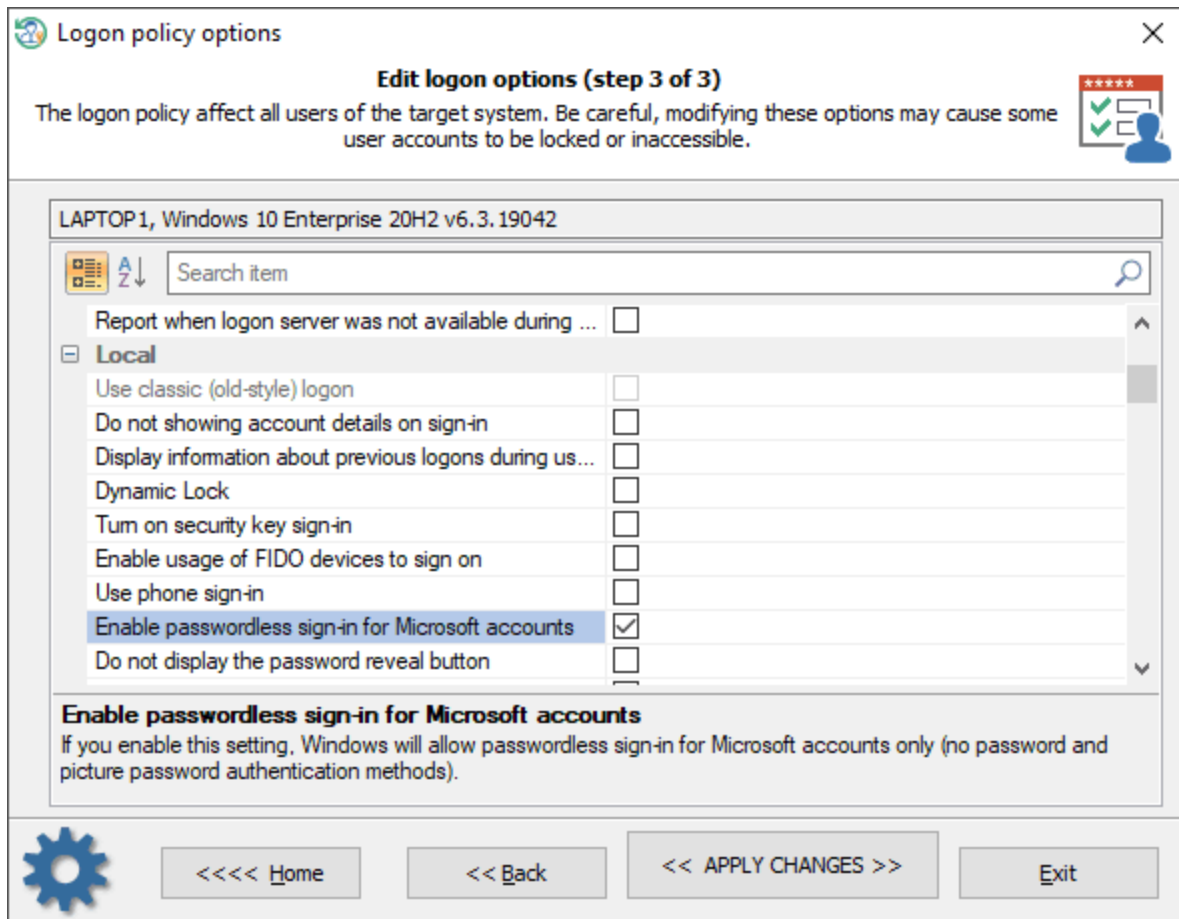 Logon policy options
Edit logon options (step 3 of 3)
*****
The logon policy affect all users of the target system. Be careful, modifying these options may cause some
user accounts to be locked or inaccessible.
LAPTOP1, Windows 10 Enterprise 20H2 v6.3.19042
A
Z
Search item
Report when logon server was not available during ...
Local
Use classic (old-style) logon
Do not showing account details on sign-in
Display information about previous logons during us...
Dynamic Lock
Turn on security key sign-in
Enable usage of FIDO devices to sign on
Use phone sign-in
Enable passwordless sign-in for Microsoft accounts
Do not display the password reveal button
Enable passwordless sign-in for Microsoft accounts
If you enable this setting, Windows will allow passwordless sign-in for Microsoft accounts only (no password and
picture password authentication methods).
<<<< Home
<< Back
<< APPLY CHANGES >>
Exit